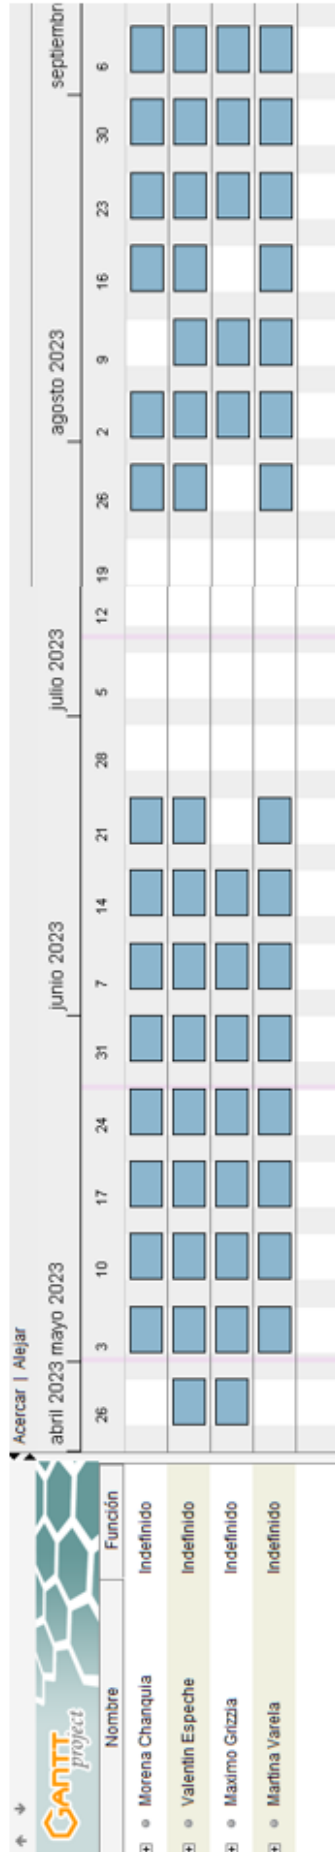 Acercar | Alejar
GANTT project
abril 2023 mayo 2023 junio 2023 julio 2023 agosto 2023 septiembr
Nombre Función 26 3 10 17 24 31 7 14 21 28 5 12 19 26 2 9 16 23 30 6
Morena Chanquia Indefinido
Valentin Espeche Indefinido
Maximo Grizzia Indefinido
Martina Varela Indefinido